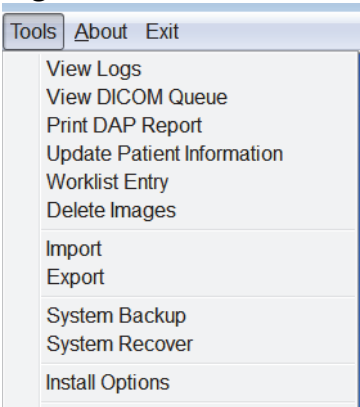 Tools About Exit
View Logs
View DICOM Queue
Print DAP Report
Update Patient Information
Worklist Entry
Delete Images
Import
Export
System Backup
System Recover
Install Options